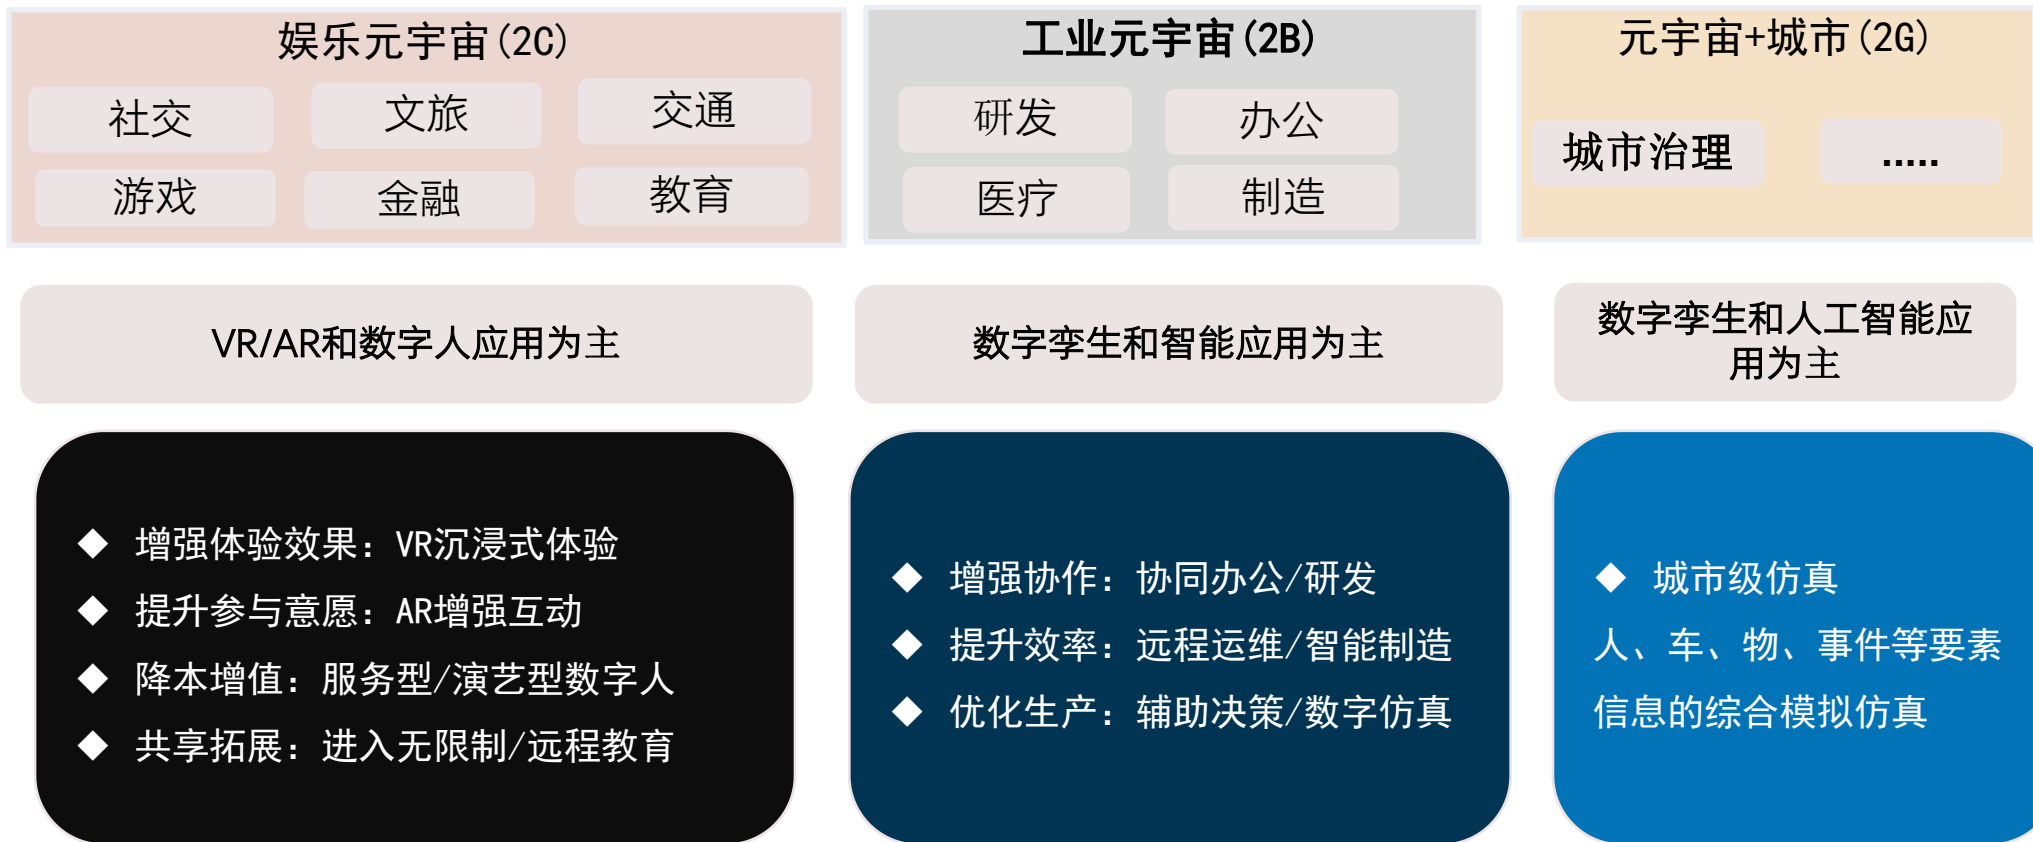 娱乐元宇宙(2C)
社交
文旅
交通
游戏
金融
教育
工业元宇宙(2B)
研发
办公
医疗
制造
元宇宙+城市(2G)
城市治理
.....
VR/AR和数字人应用为主
数字孪生和智能应用为主
数字孪生和人工智能应
用为主
◆ 增强体验效果：VR沉浸式体验
◆ 提升参与意愿：AR增强互动
◆ 降本增值：服务型/演艺型数字人
◆ 共享拓展：进入无限制/远程教育
◆ 增强协作：协同办公/研发
◆ 提升效率：远程运维/智能制造
◆ 优化生产：辅助决策/数字仿真
◆ 城市级仿真
人、车、物、事件等要素
信息的综合模拟仿真